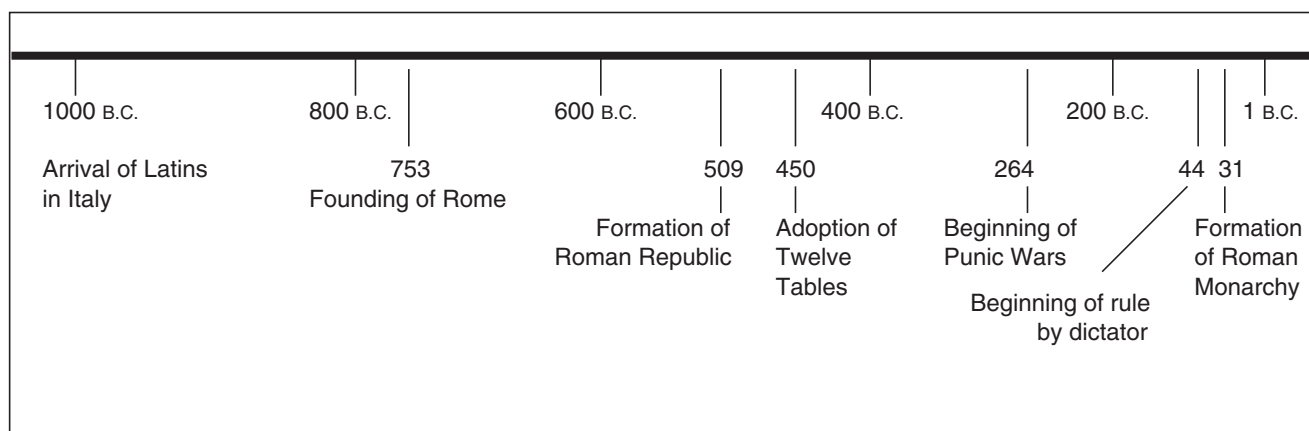 1000 B.C.
800 B.C.
600 B.C.
400 B.C.
200 B.C.
1 B.C.
Arrival of Latins
in Italy
753
Founding of Rome
509
Formation of
Roman Republic
450
Adoption of
Twelve
Tables
264
Beginning of
Punic Wars
44
Beginning of rule
by dictator
31
Formation
of Roman
Monarchy